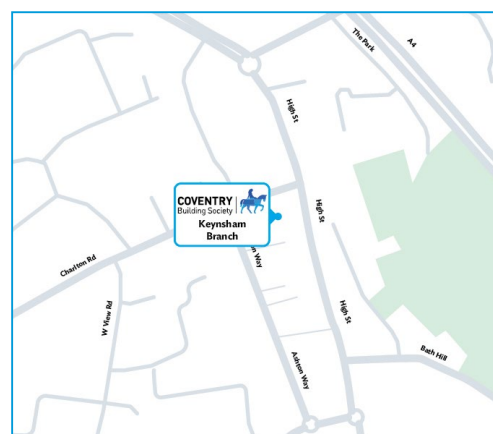 The Park
A4
High St
COVENTRY
Building Society
Keynsham
Branch
High St
Way
Charlton Rd
W View Rd
High St
Bath Hill
Ashton Way